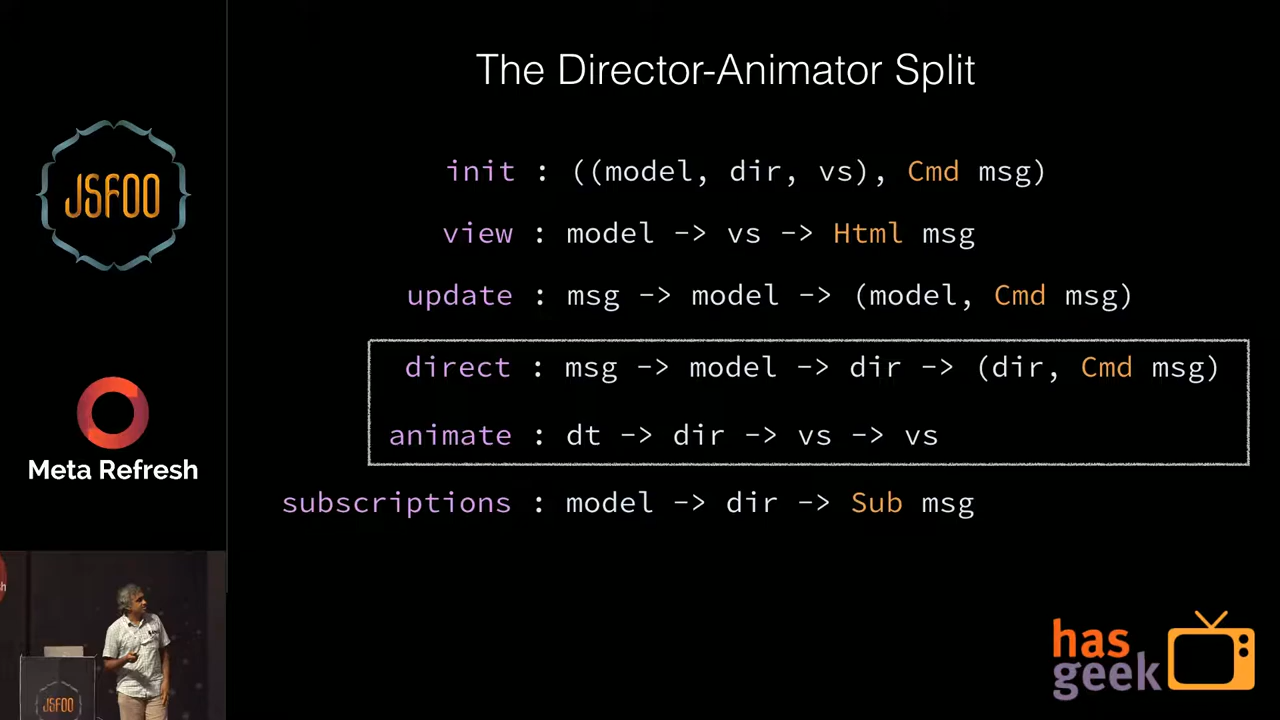 The Director-Animator Split
JSFOO
init : ((model, dir, vs), Cmd msg)
view : model -> vs -> Html msg
update : msg -> model -> (model, Cmd msg)
direct : msg -> model -> dir -> (dir, Cmd msg)
animate : dt -> dir -> vs -> vs
Meta Refresh
subscriptions : model -> dir -> Sub msg
sh
JSFOO
has
geek